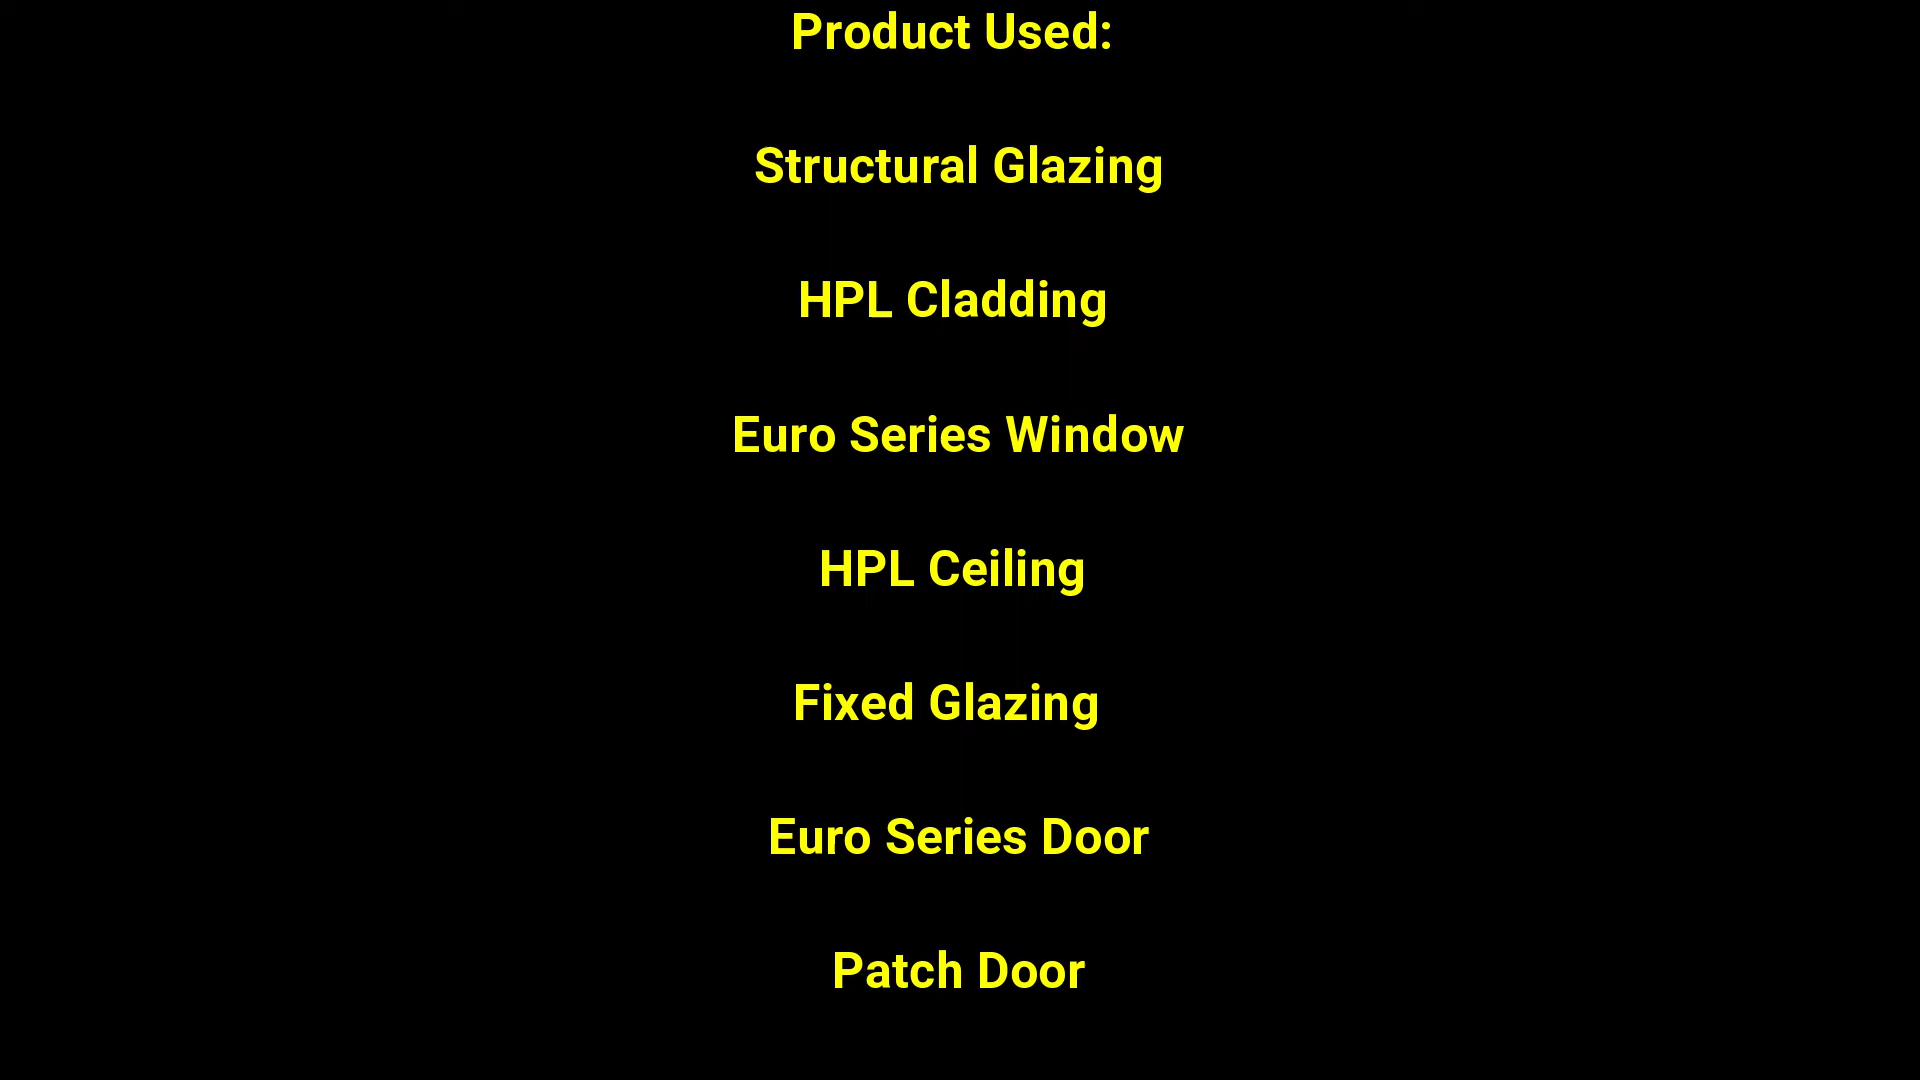 Product Used:
Structural Glazing
HPL Cladding
Euro Series Window
HPL Ceiling
Fixed Glazing
Euro Series Door
Patch Door